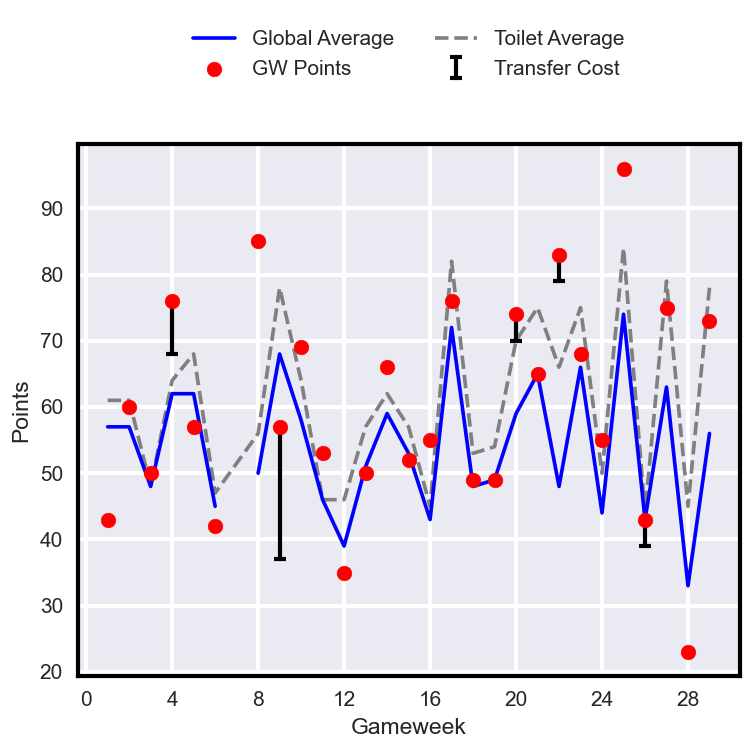 Global Average
Toilet Average
GW Points
Transfer Cost
90
80
70
60
50
40
30
20
Points
0 4 8 12 16 20 24 28
Gameweek